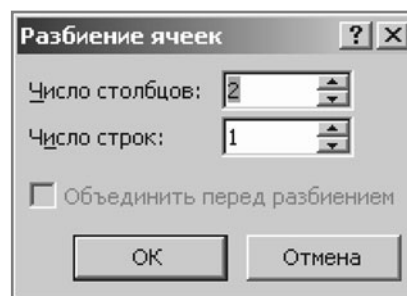 Разбиение ячеек ? ×
Число столбцов: 2
Число строк: 1
Объединить перед разбиением
ОК Отмена